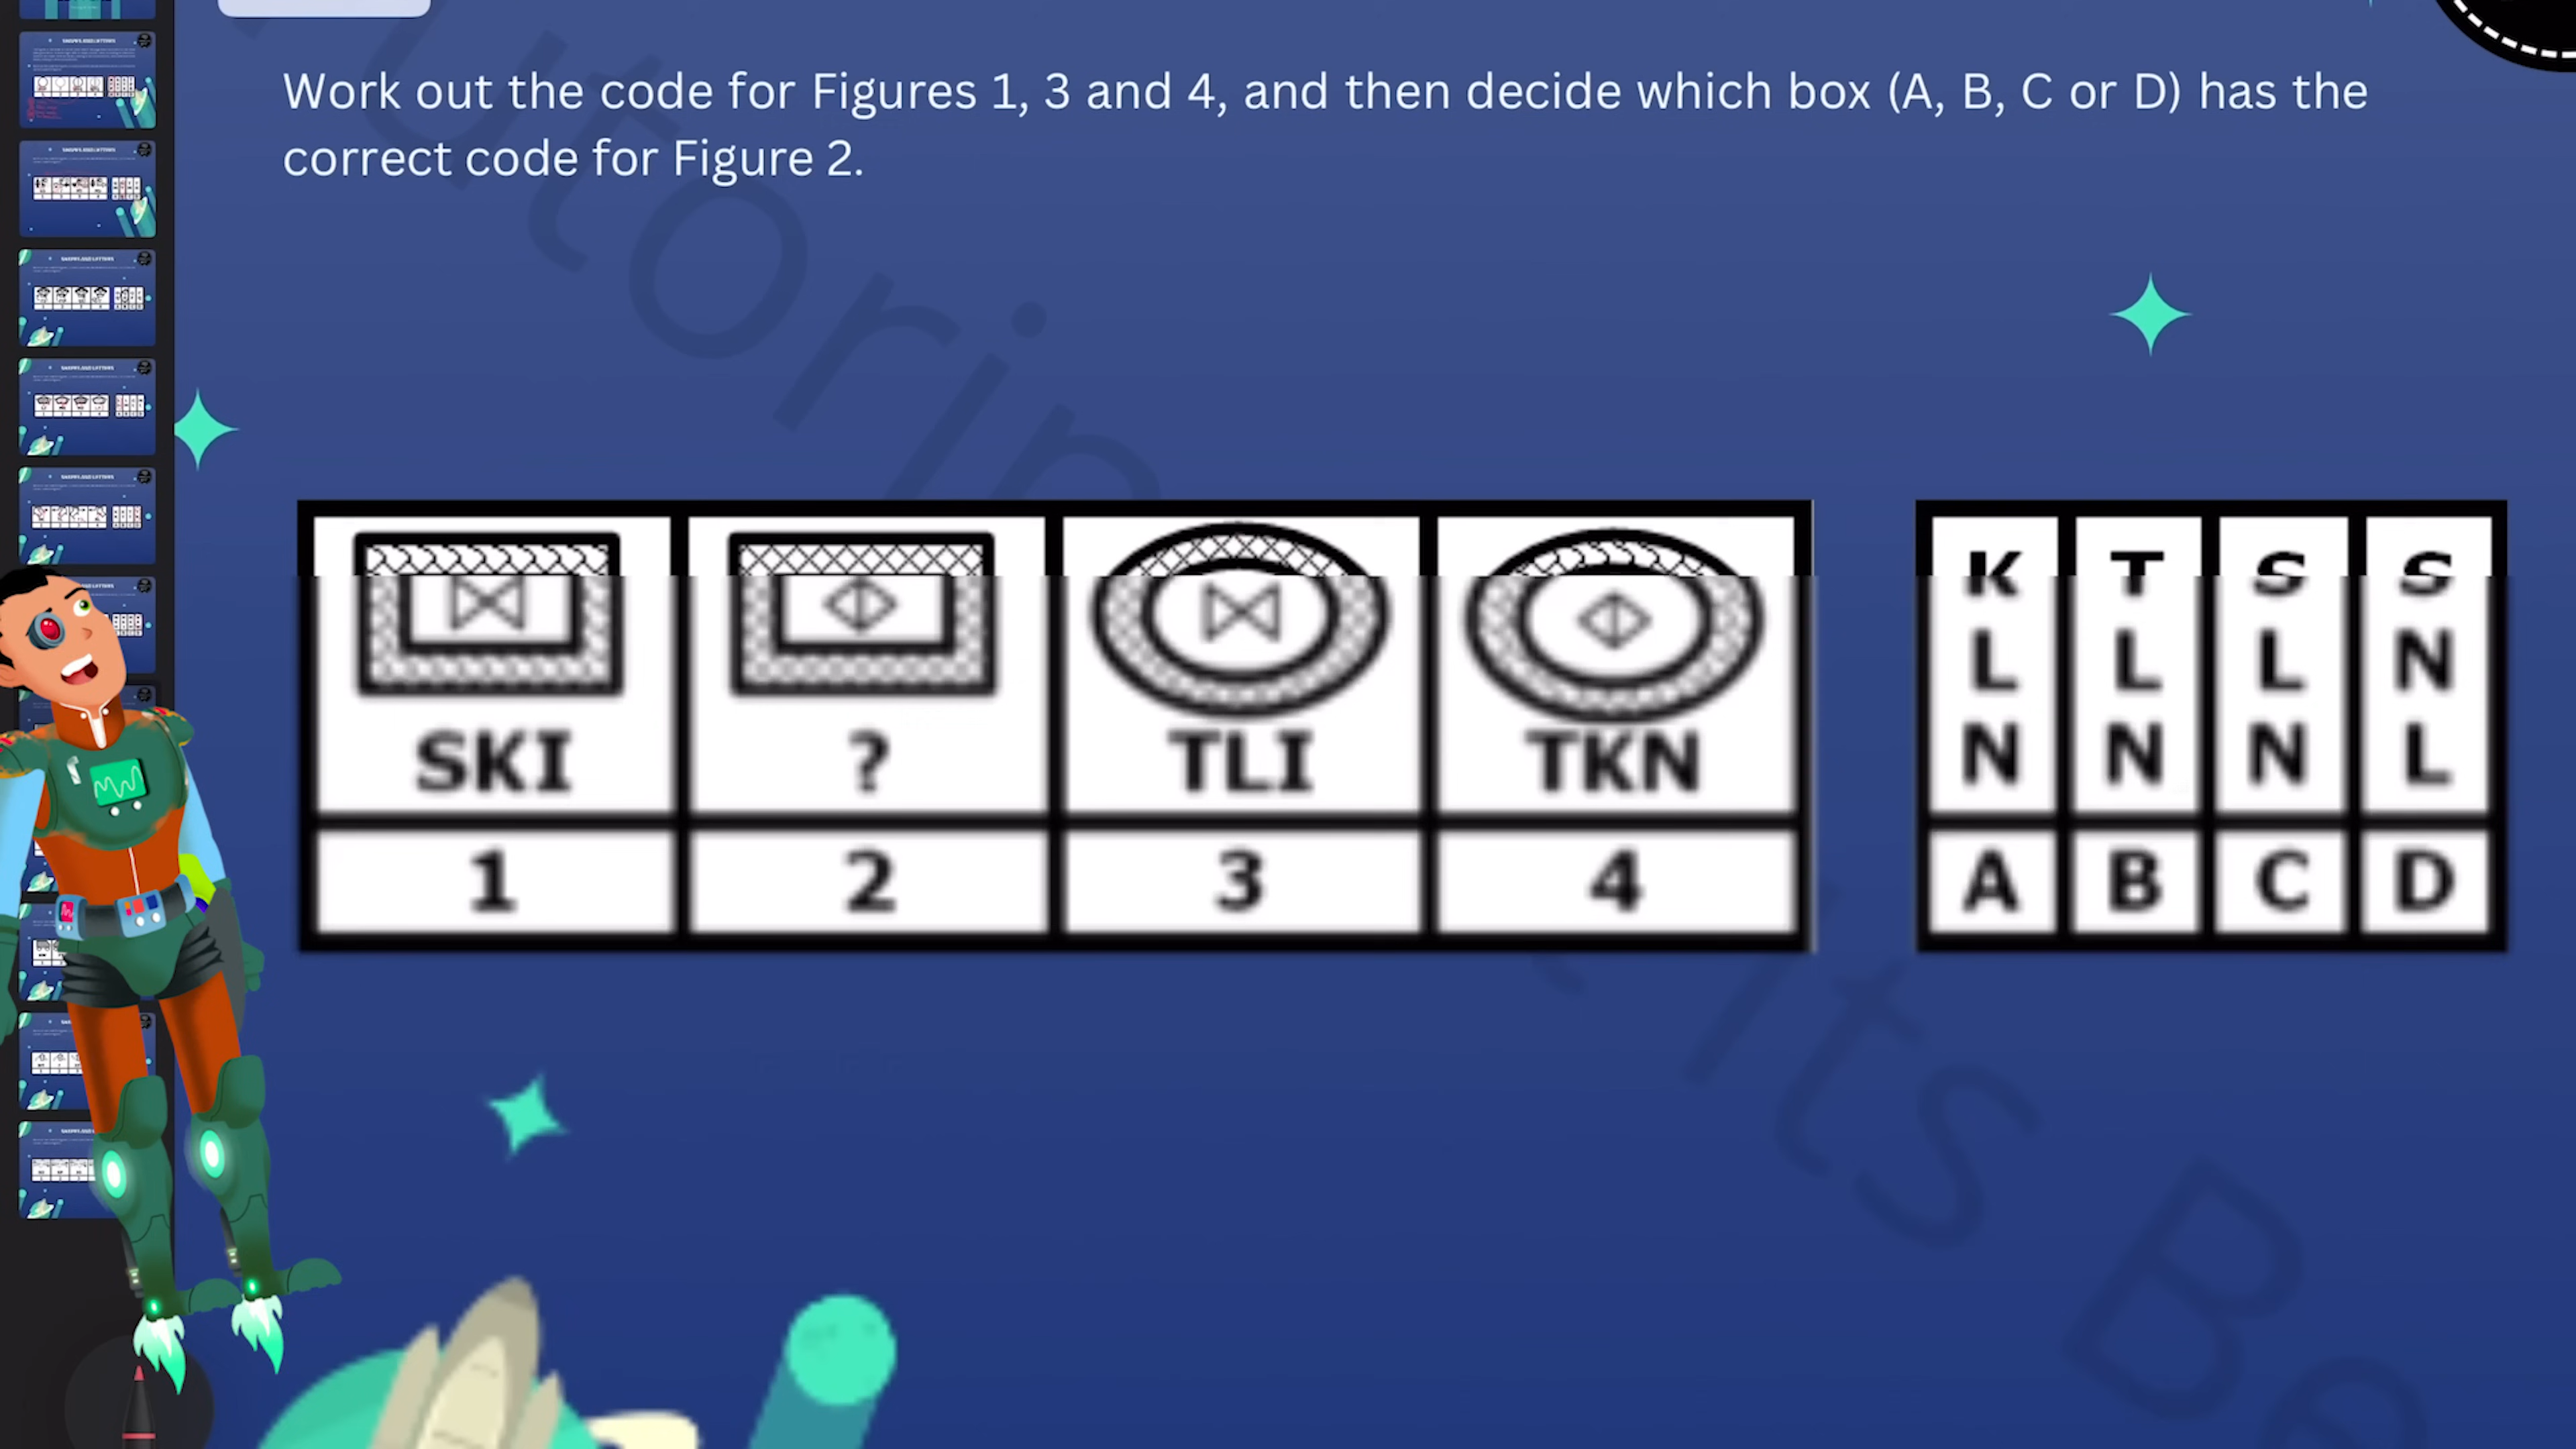 Work out the code for Figures 1, 3 and 4, and then decide which box (A, B, C or D) has the
correct code for Figure 2.
SKI ? TLI TKN
1 2 3 4
K T S S
L L L N
N N N L
A B C D